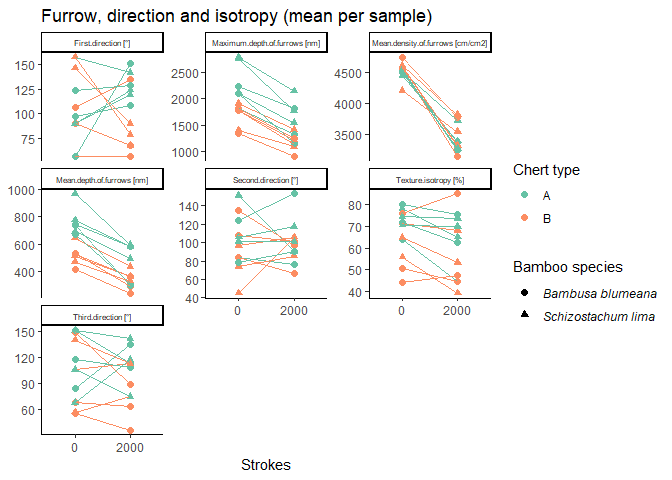 Furrow, direction and isotropy (mean per sample)
First.direction [°]
Maximum.depth.of.furrows [nm]
Mean.density.of.furrows [cm/cm2]
150
125
100
75
2500
2000
1500
1000
4500
4000
3500
Mean.depth.of.furrows [nm]
Second.direction [°]
Texture.isotropy [%]
1000
800
600
400
140
120
100
80
60
40
80
70
60
50
40
0
2000
0
2000
Third.direction [°]
150
120
90
60
0
2000
Strokes
Chert type
A
B
Bamboo species
Bambusa blumeana
Schizostachum lima